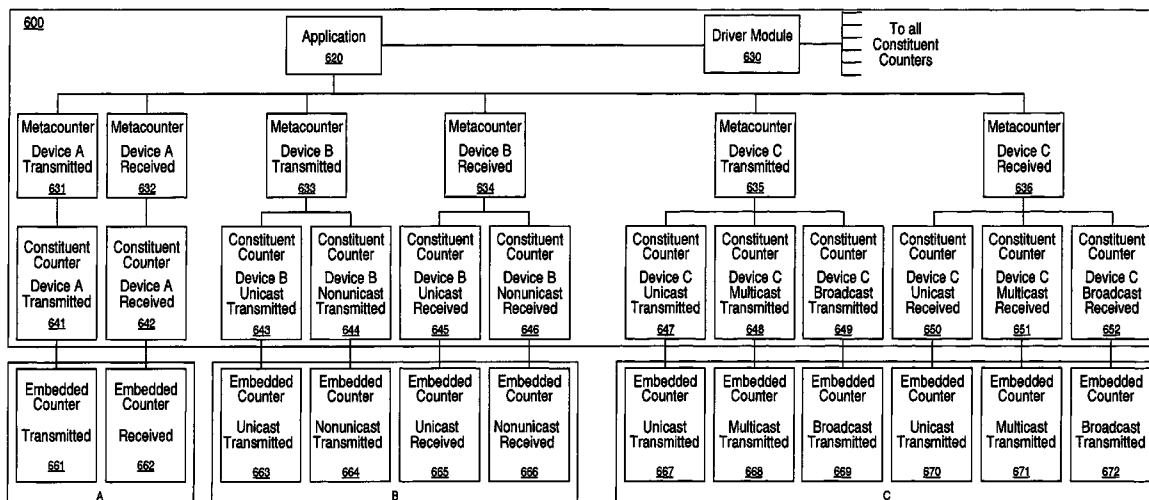 600
Application
620
Driver Module
630
To all
Constituent
Counters
Metacounter
Device A
Transmitted
631
Metacounter
Device A
Received
632
Metacounter
Device B
Transmitted
633
Metacounter
Device B
Received
634
Metacounter
Device C
Transmitted
635
Metacounter
Device C
Received
636
Constituent
Counter
Device A
Transmitted
641
Constituent
Counter
Device A
Received
642
Constituent
Counter
Device B
Unicast
Transmitted
643
Constituent
Counter
Device B
Nonunicast
Transmitted
644
Constituent
Counter
Device B
Unicast
Received
645
Constituent
Counter
Device B
Nonunicast
Received
646
Constituent
Counter
Device C
Unicast
Transmitted
647
Constituent
Counter
Device C
Multicast
Transmitted
648
Constituent
Counter
Device C
Broadcast
Transmitted
649
Constituent
Counter
Device C
Unicast
Received
650
Constituent
Counter
Device C
Multicast
Received
651
Constituent
Counter
Device C
Broadcast
Received
652
Embedded
Counter
Transmitted
661
Embedded
Counter
Received
662
Embedded
Counter
Unicast
Transmitted
663
Embedded
Counter
Nonunicast
Transmitted
664
Embedded
Counter
Unicast
Received
665
Embedded
Counter
Nonunicast
Received
666
Embedded
Counter
Unicast
Transmitted
667
Embedded
Counter
Multicast
Transmitted
668
Embedded
Counter
Broadcast
Transmitted
669
Embedded
Counter
Unicast
Transmitted
670
Embedded
Counter
Multicast
Transmitted
671
Embedded
Counter
Broadcast
Transmitted
672
A
B
C